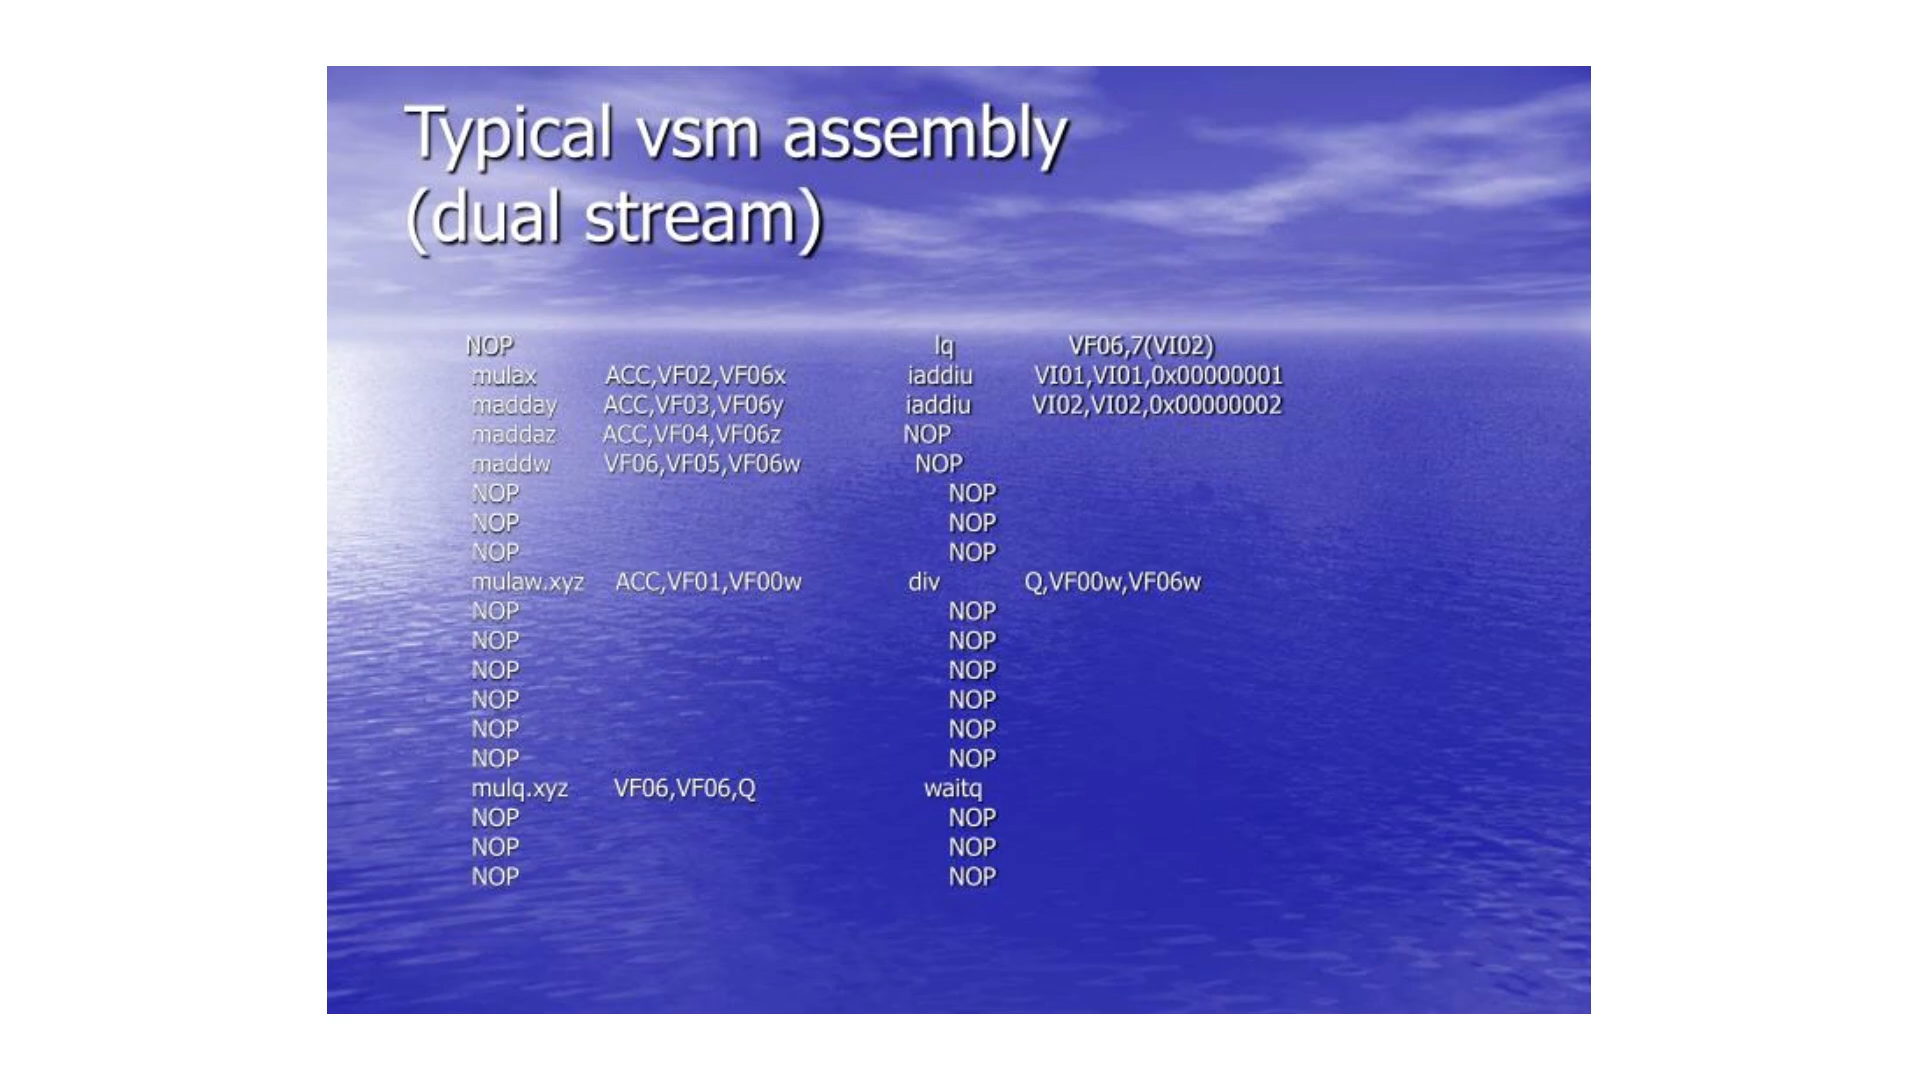 Typical vsm assembly
(dual stream)
NOP lq VF06,7(VI02)
mulax ACC,VF02,VF06x iaddiu VI01,VI01,0x00000001
madday ACC,VF03,VF06y iaddiu VI02,VI02,0x00000002
maddaz ACC,VF04,VF06z NOP
maddw VF06,VF05,VF06w NOP
NOP NOP
NOP NOP
NOP NOP
mulaw.xyz ACC,VF01,VF00w div Q,VF00w,VF06w
NOP NOP
NOP NOP
NOP NOP
NOP NOP
NOP NOP
NOP NOP
mulq.xyz VF06,VF06,Q waitq
NOP NOP
NOP NOP
NOP NOP